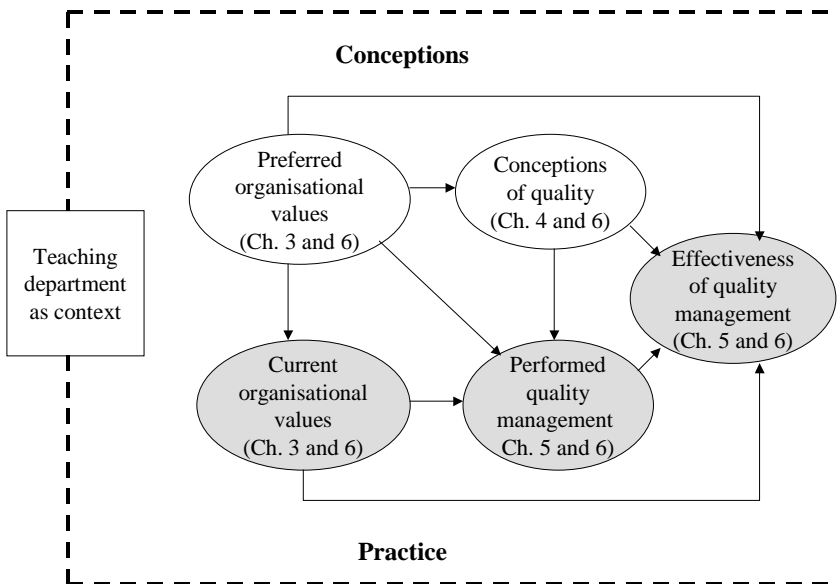 Conceptions
Preferred
organisational
values
(Ch. 3 and 6)
Conceptions
of quality
(Ch. 4 and 6)
Teaching
department
as context
Effectiveness
of quality
management
(Ch. 5 and 6)
Current
organisational
values
(Ch. 3 and 6)
Performed
quality
management
Ch. 5 and 6)
Practice